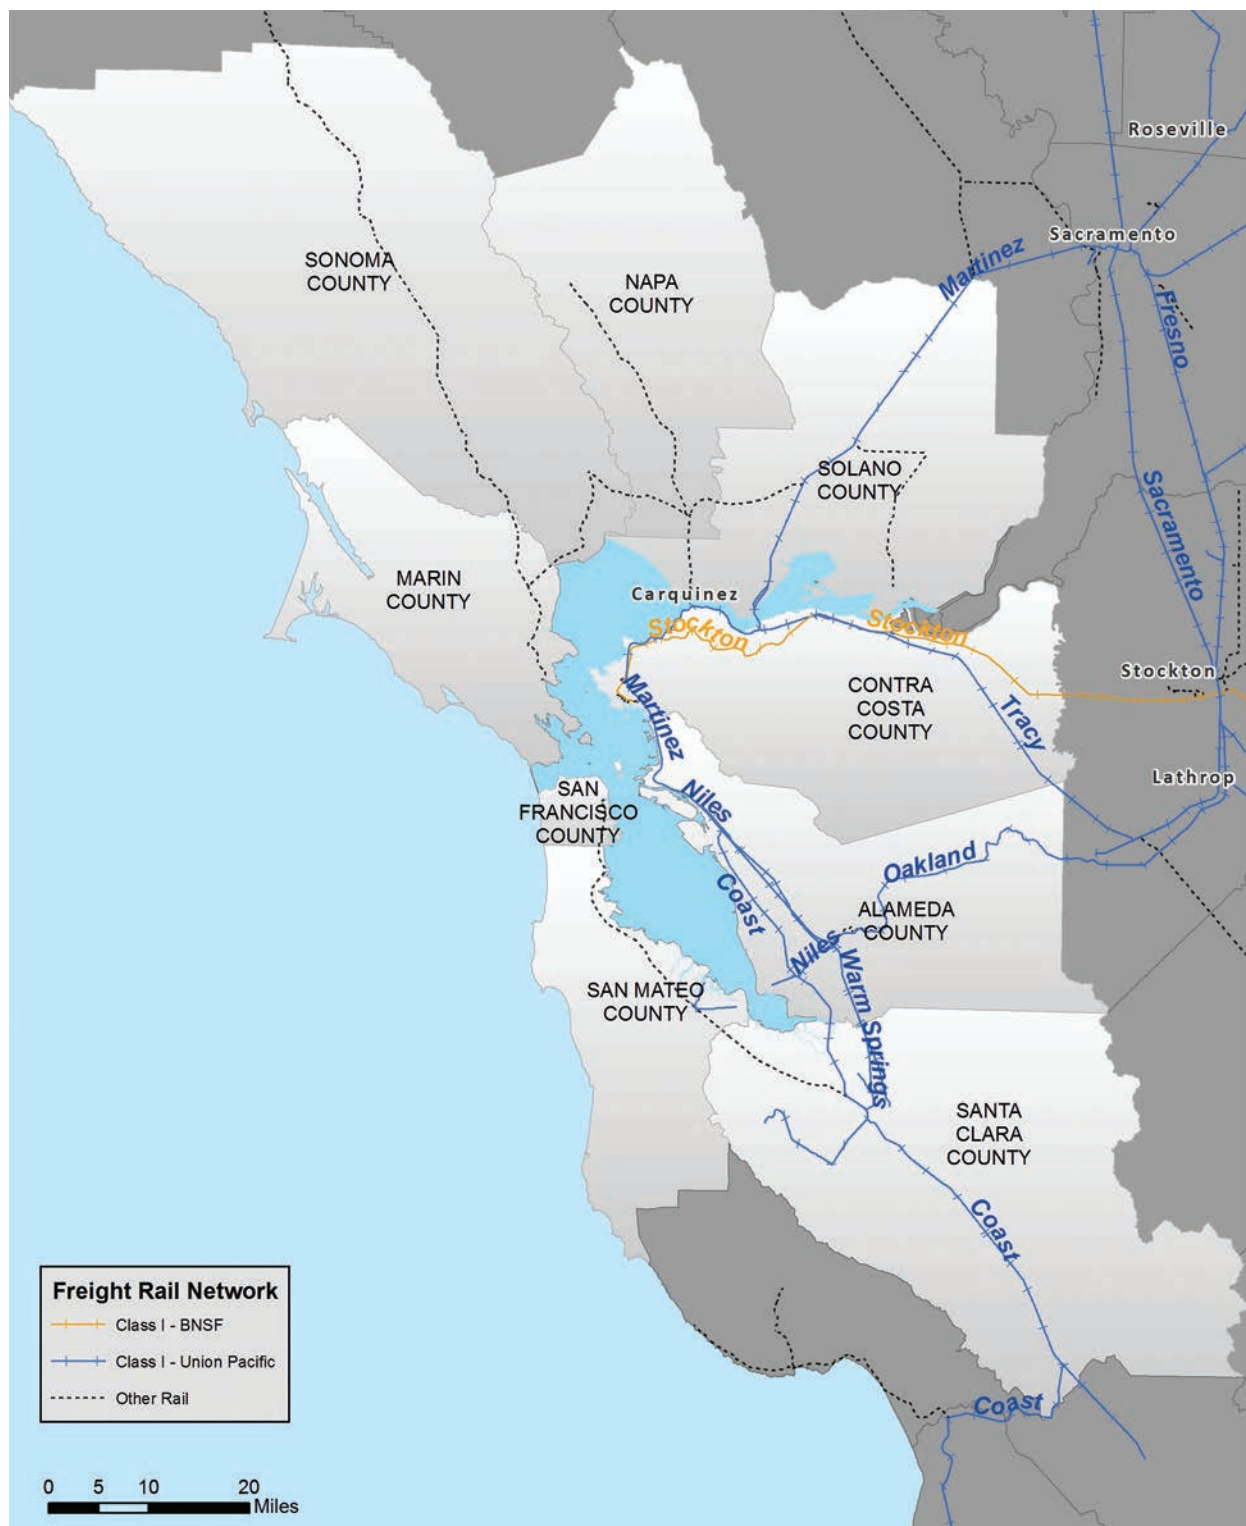 Roseville
Sacramento
Martinez
SONOMA
COUNTY
NAPA
COUNTY
Fresno
SOLANO
COUNTY
Sacramento
MARIN
COUNTY
Carquinez
Stockton
Stockton
Stockton
CONTRA
COSTA
COUNTY
Martinez
Tracy
Lathrop
SAN
FRANCISCO
COUNTY
Niles
Oakland
Coast
ALAMEDA
COUNTY
Niles
Warm Springs
SAN MATEO
COUNTY
SANTA
CLARA
COUNTY
Coast
Coast
Freight Rail Network
Class I - BNSF
Class I - Union Pacific
Other Rail
0 5 10 20
Miles